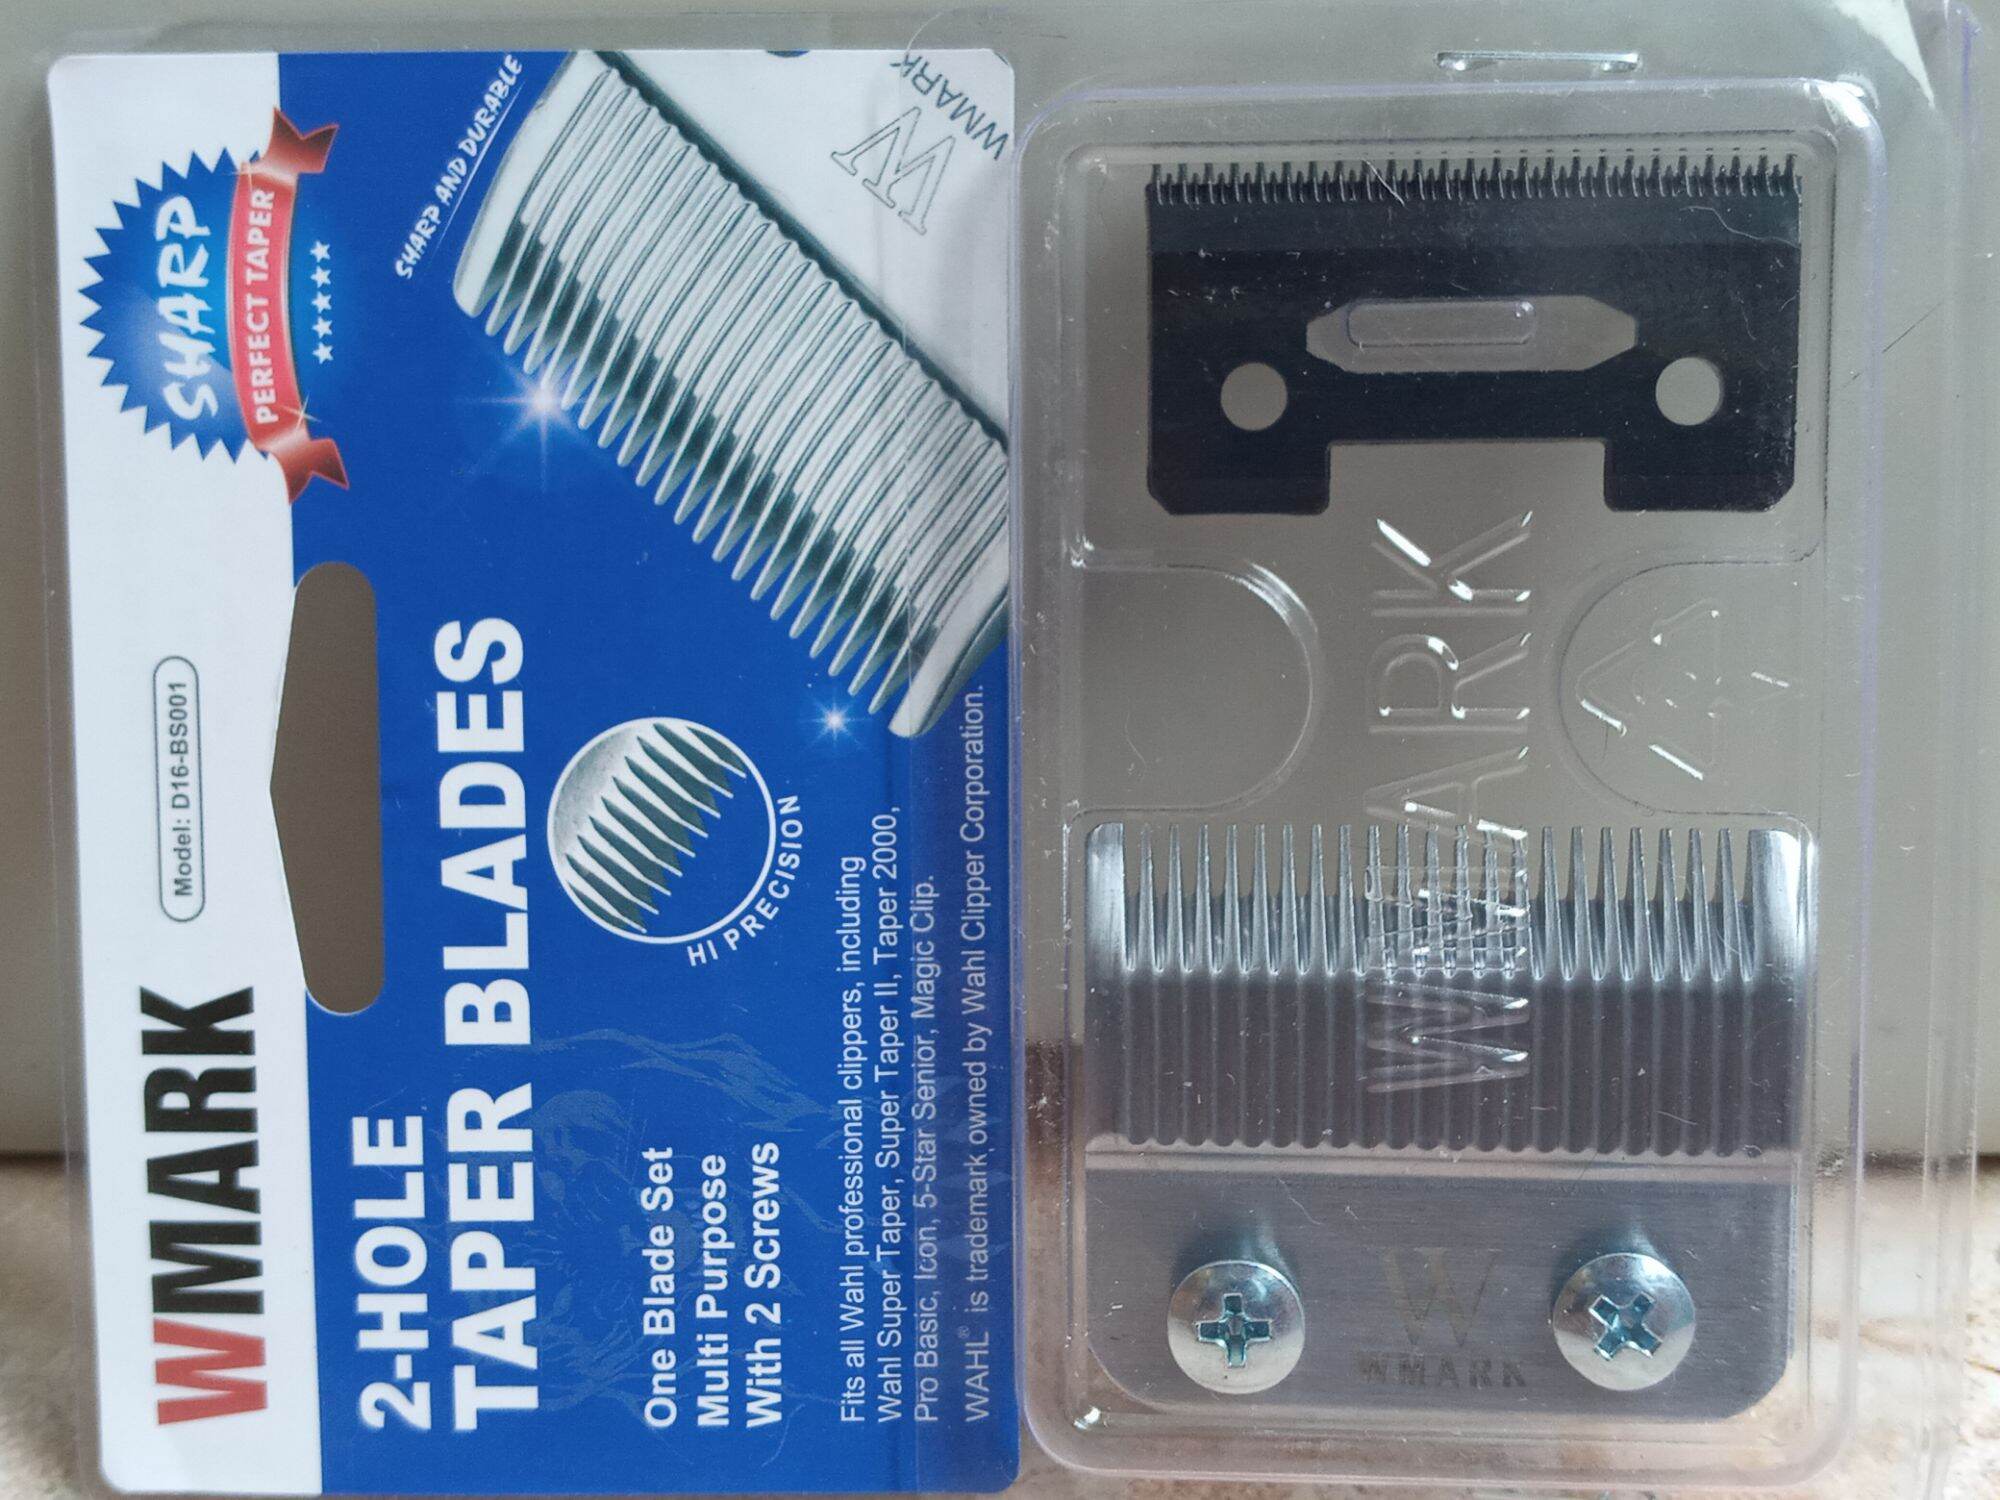 WMARK
Model: D16-BS001
SHARP
PERFECT TAPER
2-HOLE
TAPER BLADES
SHARP AND DURABLE
W
WMARK
HI PRECISION
One Blade Set
Multi Purpose
With 2 Screws
Fits all Wahl professional clippers, including
Wahl Super Taper, Super Taper II, Taper 2000,
Pro Basic, Icon, 5-Star Senior, Magic Clip.
WAHL® is trademark owned by Wahl Clipper Corporation.
WMARK
W
WMARK